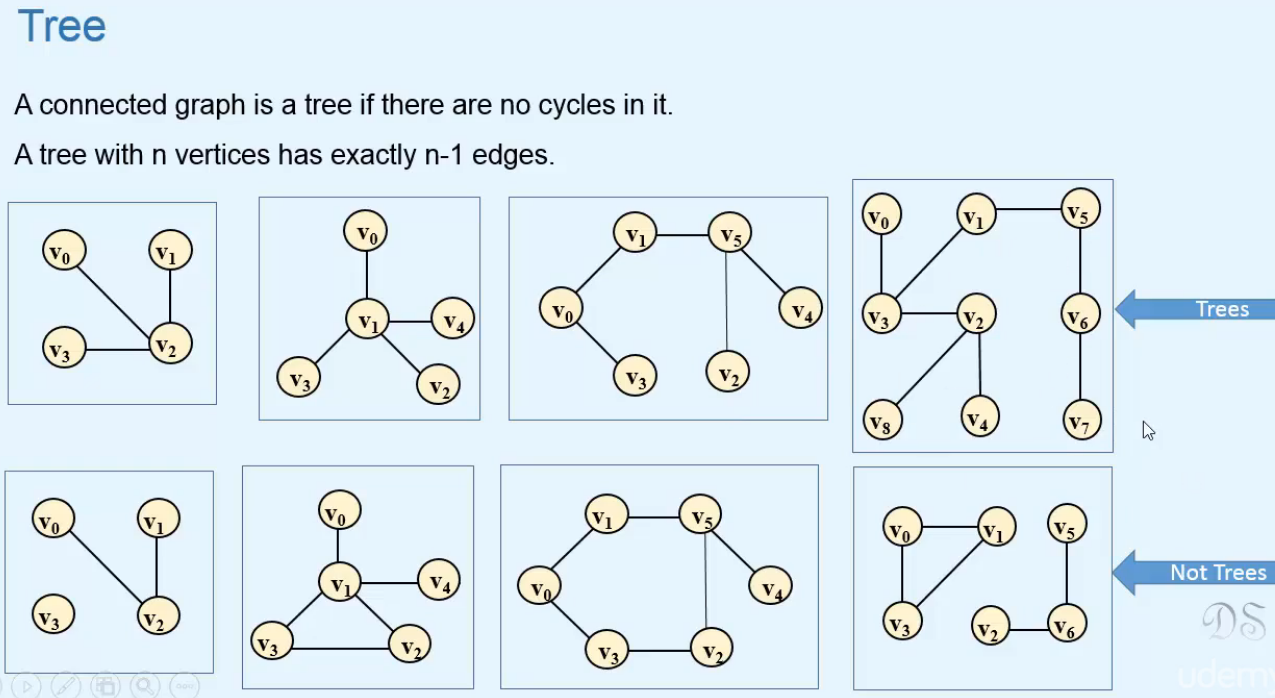 Tree
A connected graph is a tree if there are no cycles in it.
A tree with n vertices has exactly n-1 edges.
v0 v1
v3 v2
v0
v1 v4
v3 v2
v1 v5
v0 v4
v3 v2
v0 v1 v5
v3 v2 v6
v8 v4 v7
Trees
v0 v1
v3 v2
v0
v1 v4
v3 v2
v1 v5
v0 v4
v3 v2
v0 v1 v5
v3 v2 v6
Not Trees
DS
udemy